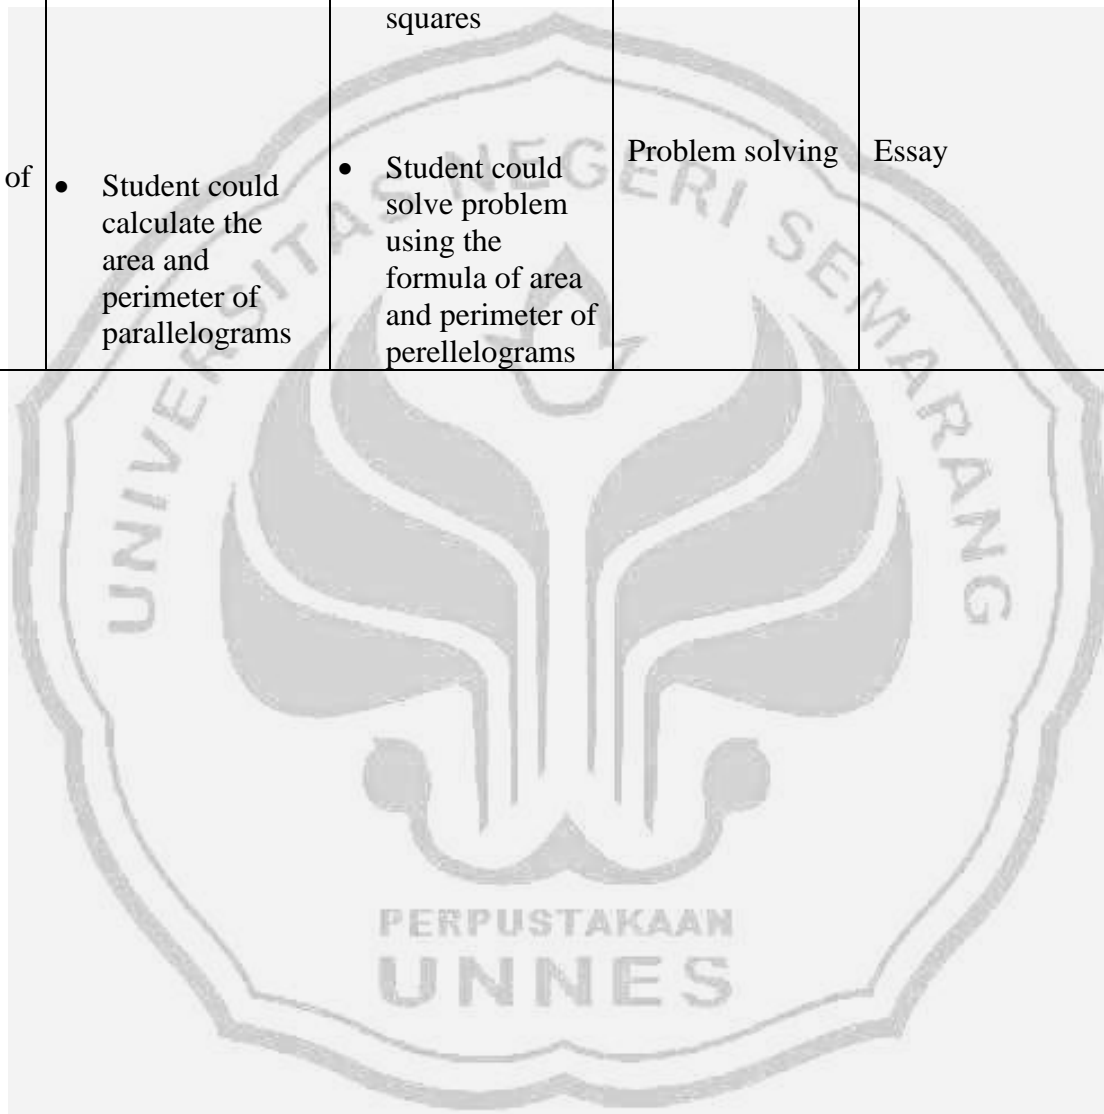 squares
of
• Student could
calculate the
area and
perimeter of
parallelograms
• Student could
solve problem
using the
formula of area
and perimeter of
perellelograms
Problem solving
Essay
UNIVERSITAS NEGERI SEMARANG
PERPUSTAKAAN
UNNES